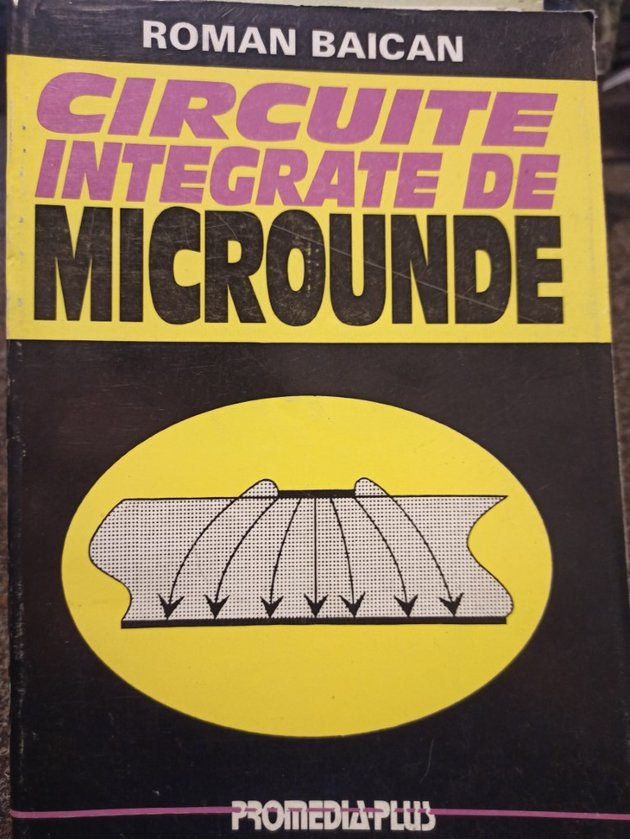 ROMAN BAICAN
CIRCUITE
INTEGRATE DE
MICROUNDE
PROMEDIA-PLUS